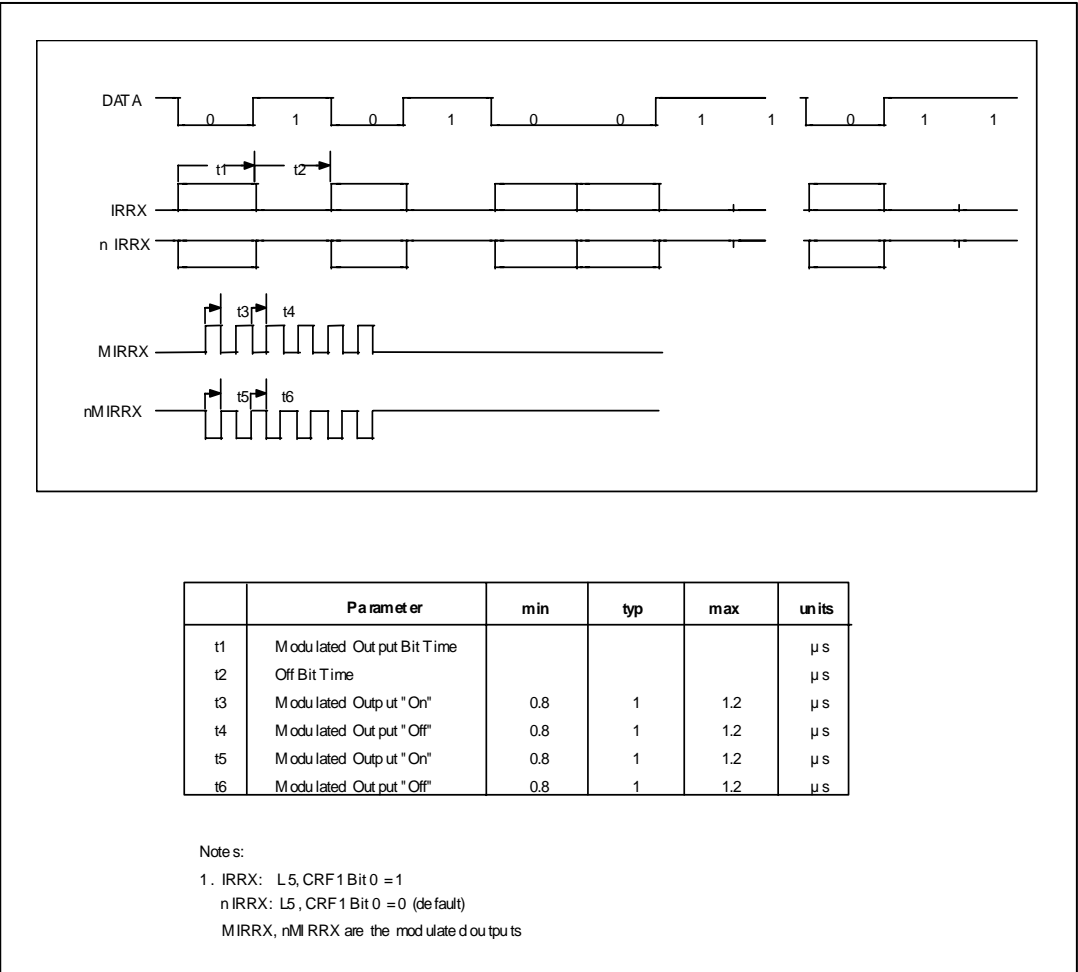 DATA 0 1 0 1 0 0 1 1 0 1 1
t1 t2
IRRX
n IRRX
t3 t4
MIRRX
t5 t6
nMIRRX
Parameter min typ max units
t1 Modulated Output Bit Time µs
t2 Off Bit Time µs
t3 Modulated Output "On" 0.8 1 1.2 µs
t4 Modulated Output "Off" 0.8 1 1.2 µs
t5 Modulated Output "On" 0.8 1 1.2 µs
t6 Modulated Output "Off" 0.8 1 1.2 µs
Notes:
1. IRRX: L5, CRF1 Bit 0 = 1
nIRRX: L5, CRF1 Bit 0 = 0 (default)
MIRRX, nMIRRX are the modulated outputs